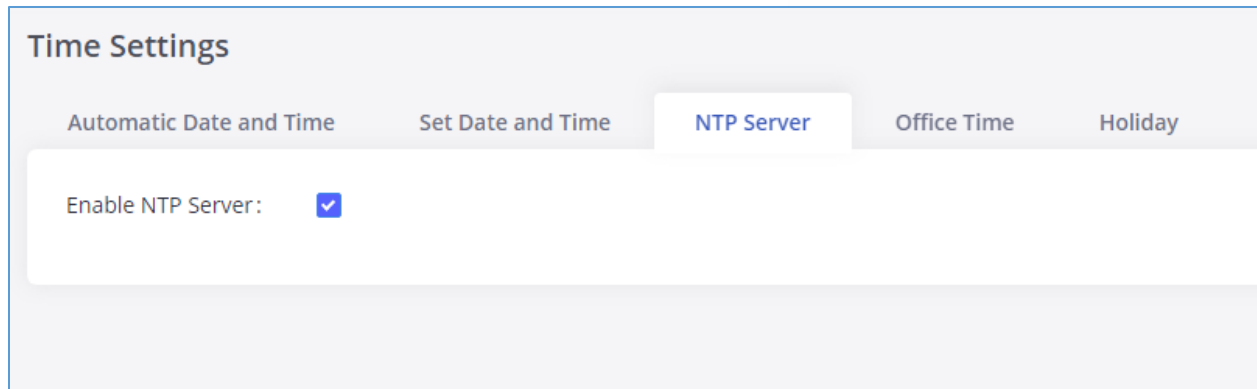 Time Settings
Automatic Date and Time Set Date and Time NTP Server Office Time Holiday
Enable NTP Server: